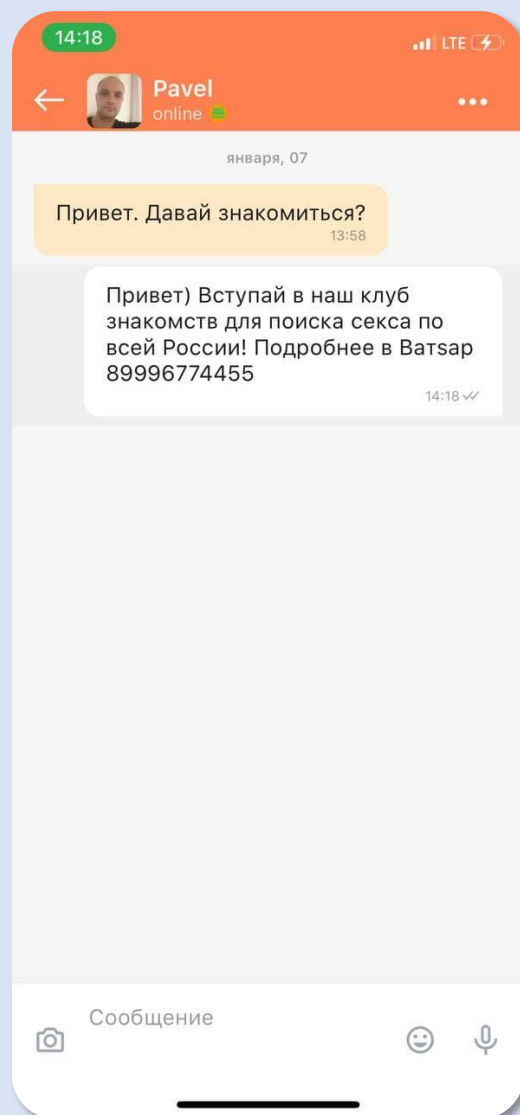 14:18
LTE
Pavel
online
января, 07
Привет. Давай знакомиться?
13:58
Привет) Вступай в наш клуб
знакомств для поиска секса по
всей России! Подробнее в Ватsap
89996774455
14:18
Сообщение